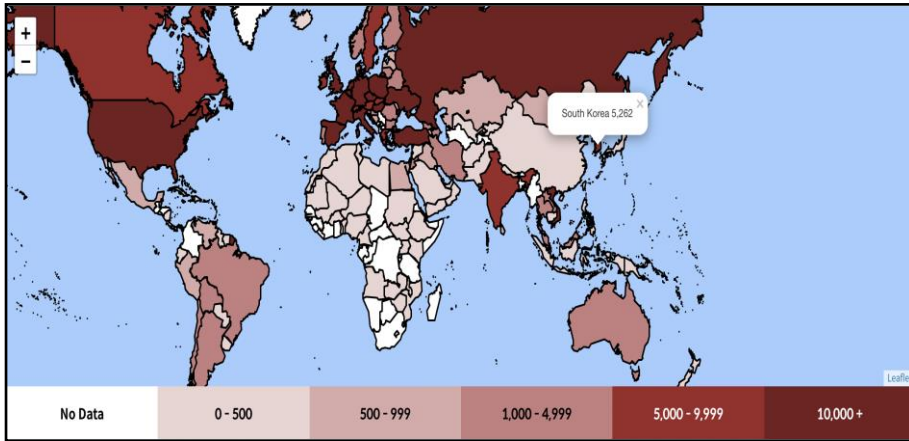 +
−
South Korea 5,262
×
Leafle
No Data
0 - 500
500 - 999
1,000 - 4,999
5,000 - 9,999
10,000 +